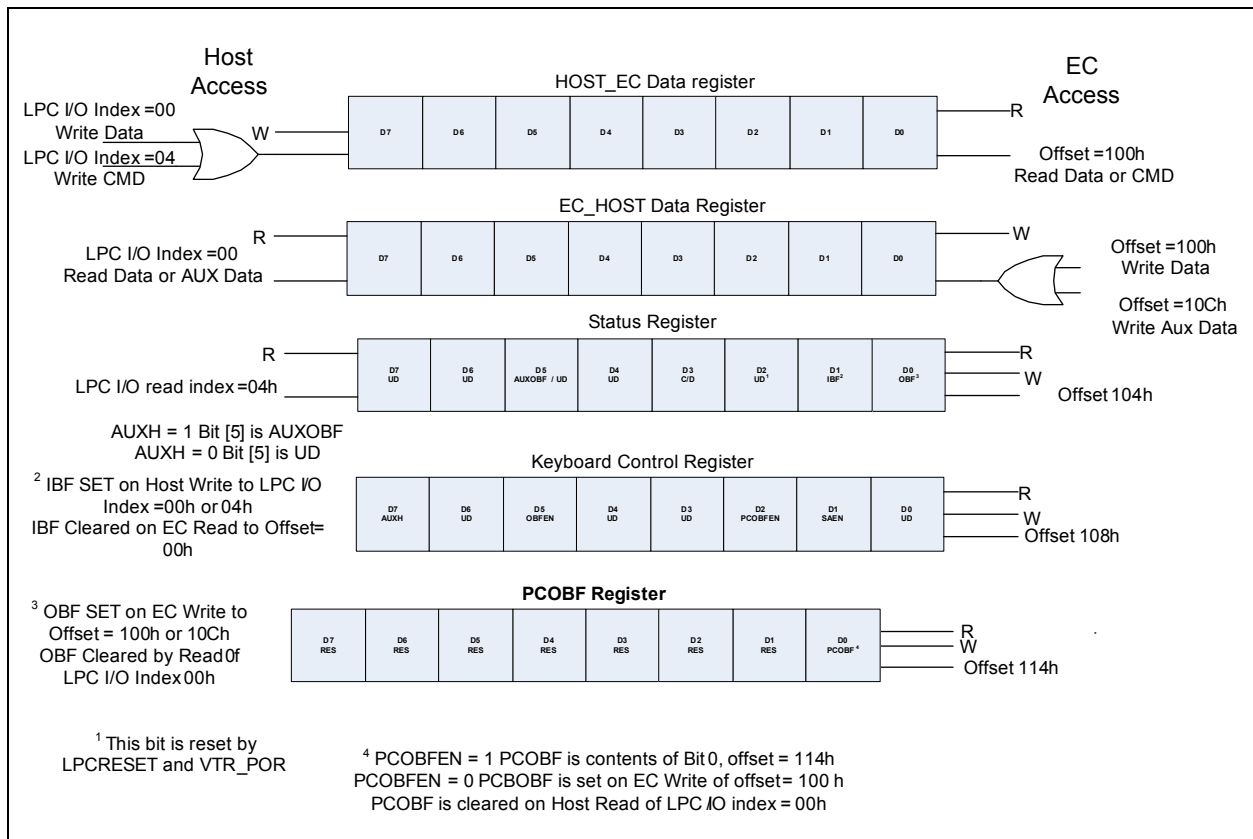 Host
Access
EC
Access
HOST_EC Data register
LPC I/O Index =00
Write Data
LPC I/O Index =04
Write CMD
W
D7 D6 D5 D4 D3 D2 D1 D0
R
Offset =100h
Read Data or CMD
EC_HOST Data Register
R
LPC I/O Index =00
Read Data or AUX Data
D7 D6 D5 D4 D3 D2 D1 D0
W
Offset =100h
Write Data
Offset =10Ch
Write Aux Data
Status Register
R
LPC I/O read index=04h
D7 D6 D5 D4 D3 D2 D1 D0
UD UD AUXOBF / UD UD C/D UD¹ IBF² OBF³
R
W
Offset 104h
AUXH = 1 Bit [5] is AUXOBF
AUXH = 0 Bit [5] is UD
Keyboard Control Register
² IBF SET on Host Write to LPC I/O
Index =00h or 04h
IBF Cleared on EC Read to Offset=
00h
D7 D6 D5 D4 D3 D2 D1 D0
AUXH UD OBFEN UD UD PCOBFEN SAEN UD
R
W
Offset 108h
PCOBF Register
³ OBF SET on EC Write to
Offset = 100h or 10Ch
OBF Cleared by Read 0f
LPC I/O Index 00h
D7 D6 D5 D4 D3 D2 D1 D0
RES RES RES RES RES RES RES PCOBF⁴
R
W
Offset 114h
.
¹ This bit is reset by
LPCRESET and VTR_POR
⁴ PCOBFEN = 1 PCOBF is contents of Bit 0, offset = 114h
PCOBFEN = 0 PCBOBF is set on EC Write of offset= 100 h
PCOBF is cleared on Host Read of LPC I/O index = 00h